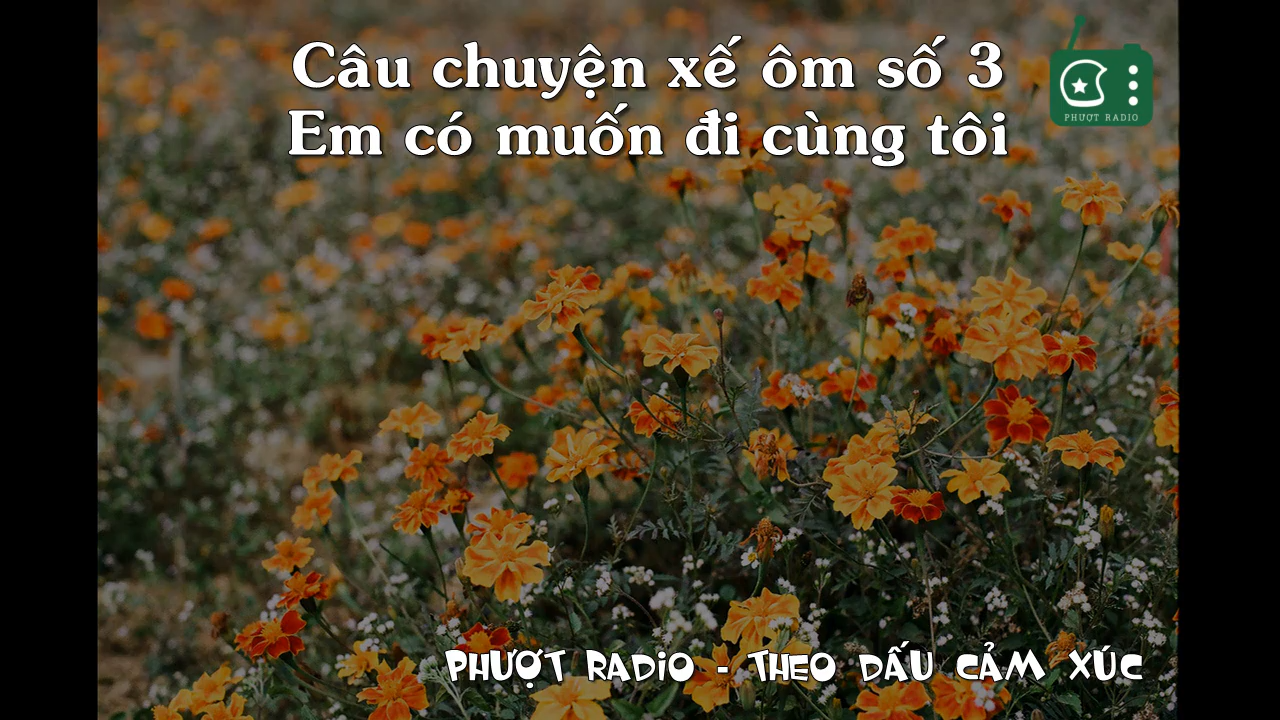 Câu chuyện xế ôm số 3
Em có muốn đi cùng tôi
PHƯỢT RADIO
PHƯỢT RADIO - THEO DẤU CẢM XÚC